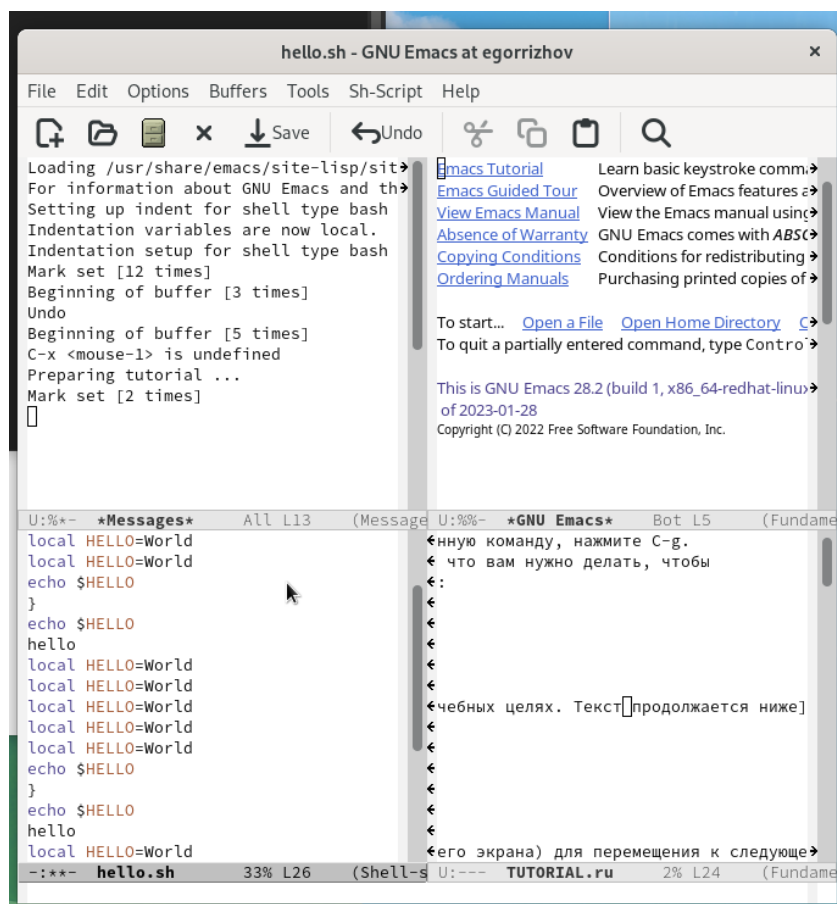 hello.sh - GNU Emacs at egorrizhov
File Edit Options Buffers Tools Sh-Script Help
Save Undo
Loading /usr/share/emacs/site-lisp/sit
For information about GNU Emacs and th
Setting up indent for shell type bash
Indentation variables are now local.
Indentation setup for shell type bash
Mark set [12 times]
Beginning of buffer [3 times]
Undo
Beginning of buffer [5 times]
C-x <mouse-1> is undefined
Preparing tutorial ...
Mark set [2 times]
U:%*- *Messages* All L13 (Message
Emacs Tutorial Learn basic keystroke comm
Emacs Guided Tour Overview of Emacs features
View Emacs Manual View the Emacs manual using
Absence of Warranty GNU Emacs comes with ABSC
Copying Conditions Conditions for redistributing
Ordering Manuals Purchasing printed copies of
To start... Open a File Open Home Directory
To quit a partially entered command, type Contro
This is GNU Emacs 28.2 (build 1, x86_64-redhat-linux
of 2023-01-28
Copyright (C) 2022 Free Software Foundation, Inc.
U:%%- *GNU Emacs* Bot L5 (Fundame
local HELLO=World
local HELLO=World
echo $HELLO
}
echo $HELLO
hello
local HELLO=World
local HELLO=World
local HELLO=World
local HELLO=World
local HELLO=World
echo $HELLO
}
echo $HELLO
hello
local HELLO=World
-:**- hello.sh 33% L26 (Shell-s
нную команду, нажмите C-g.
что вам нужно делать, чтобы
:
чебных целях. Текст продолжается ниже]
его экрана) для перемещения к следующе
U:--- TUTORIAL.ru 2% L24 (Fundame